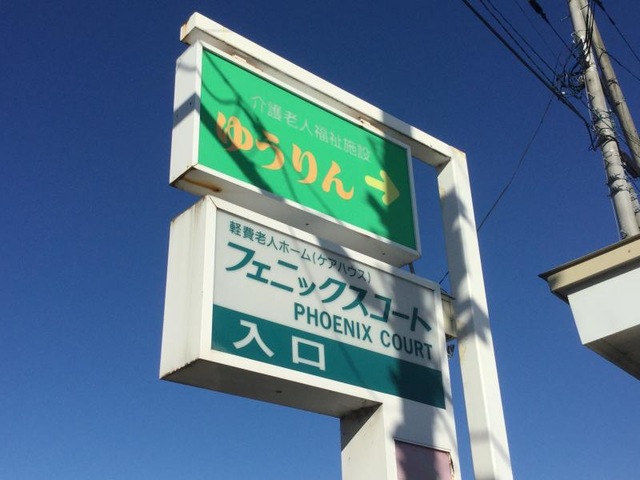 介護老人福祉施設
ゆうりん→
軽費老人ホーム(ケアハウス)
フェニックスコート
PHOENIX COURT
入口